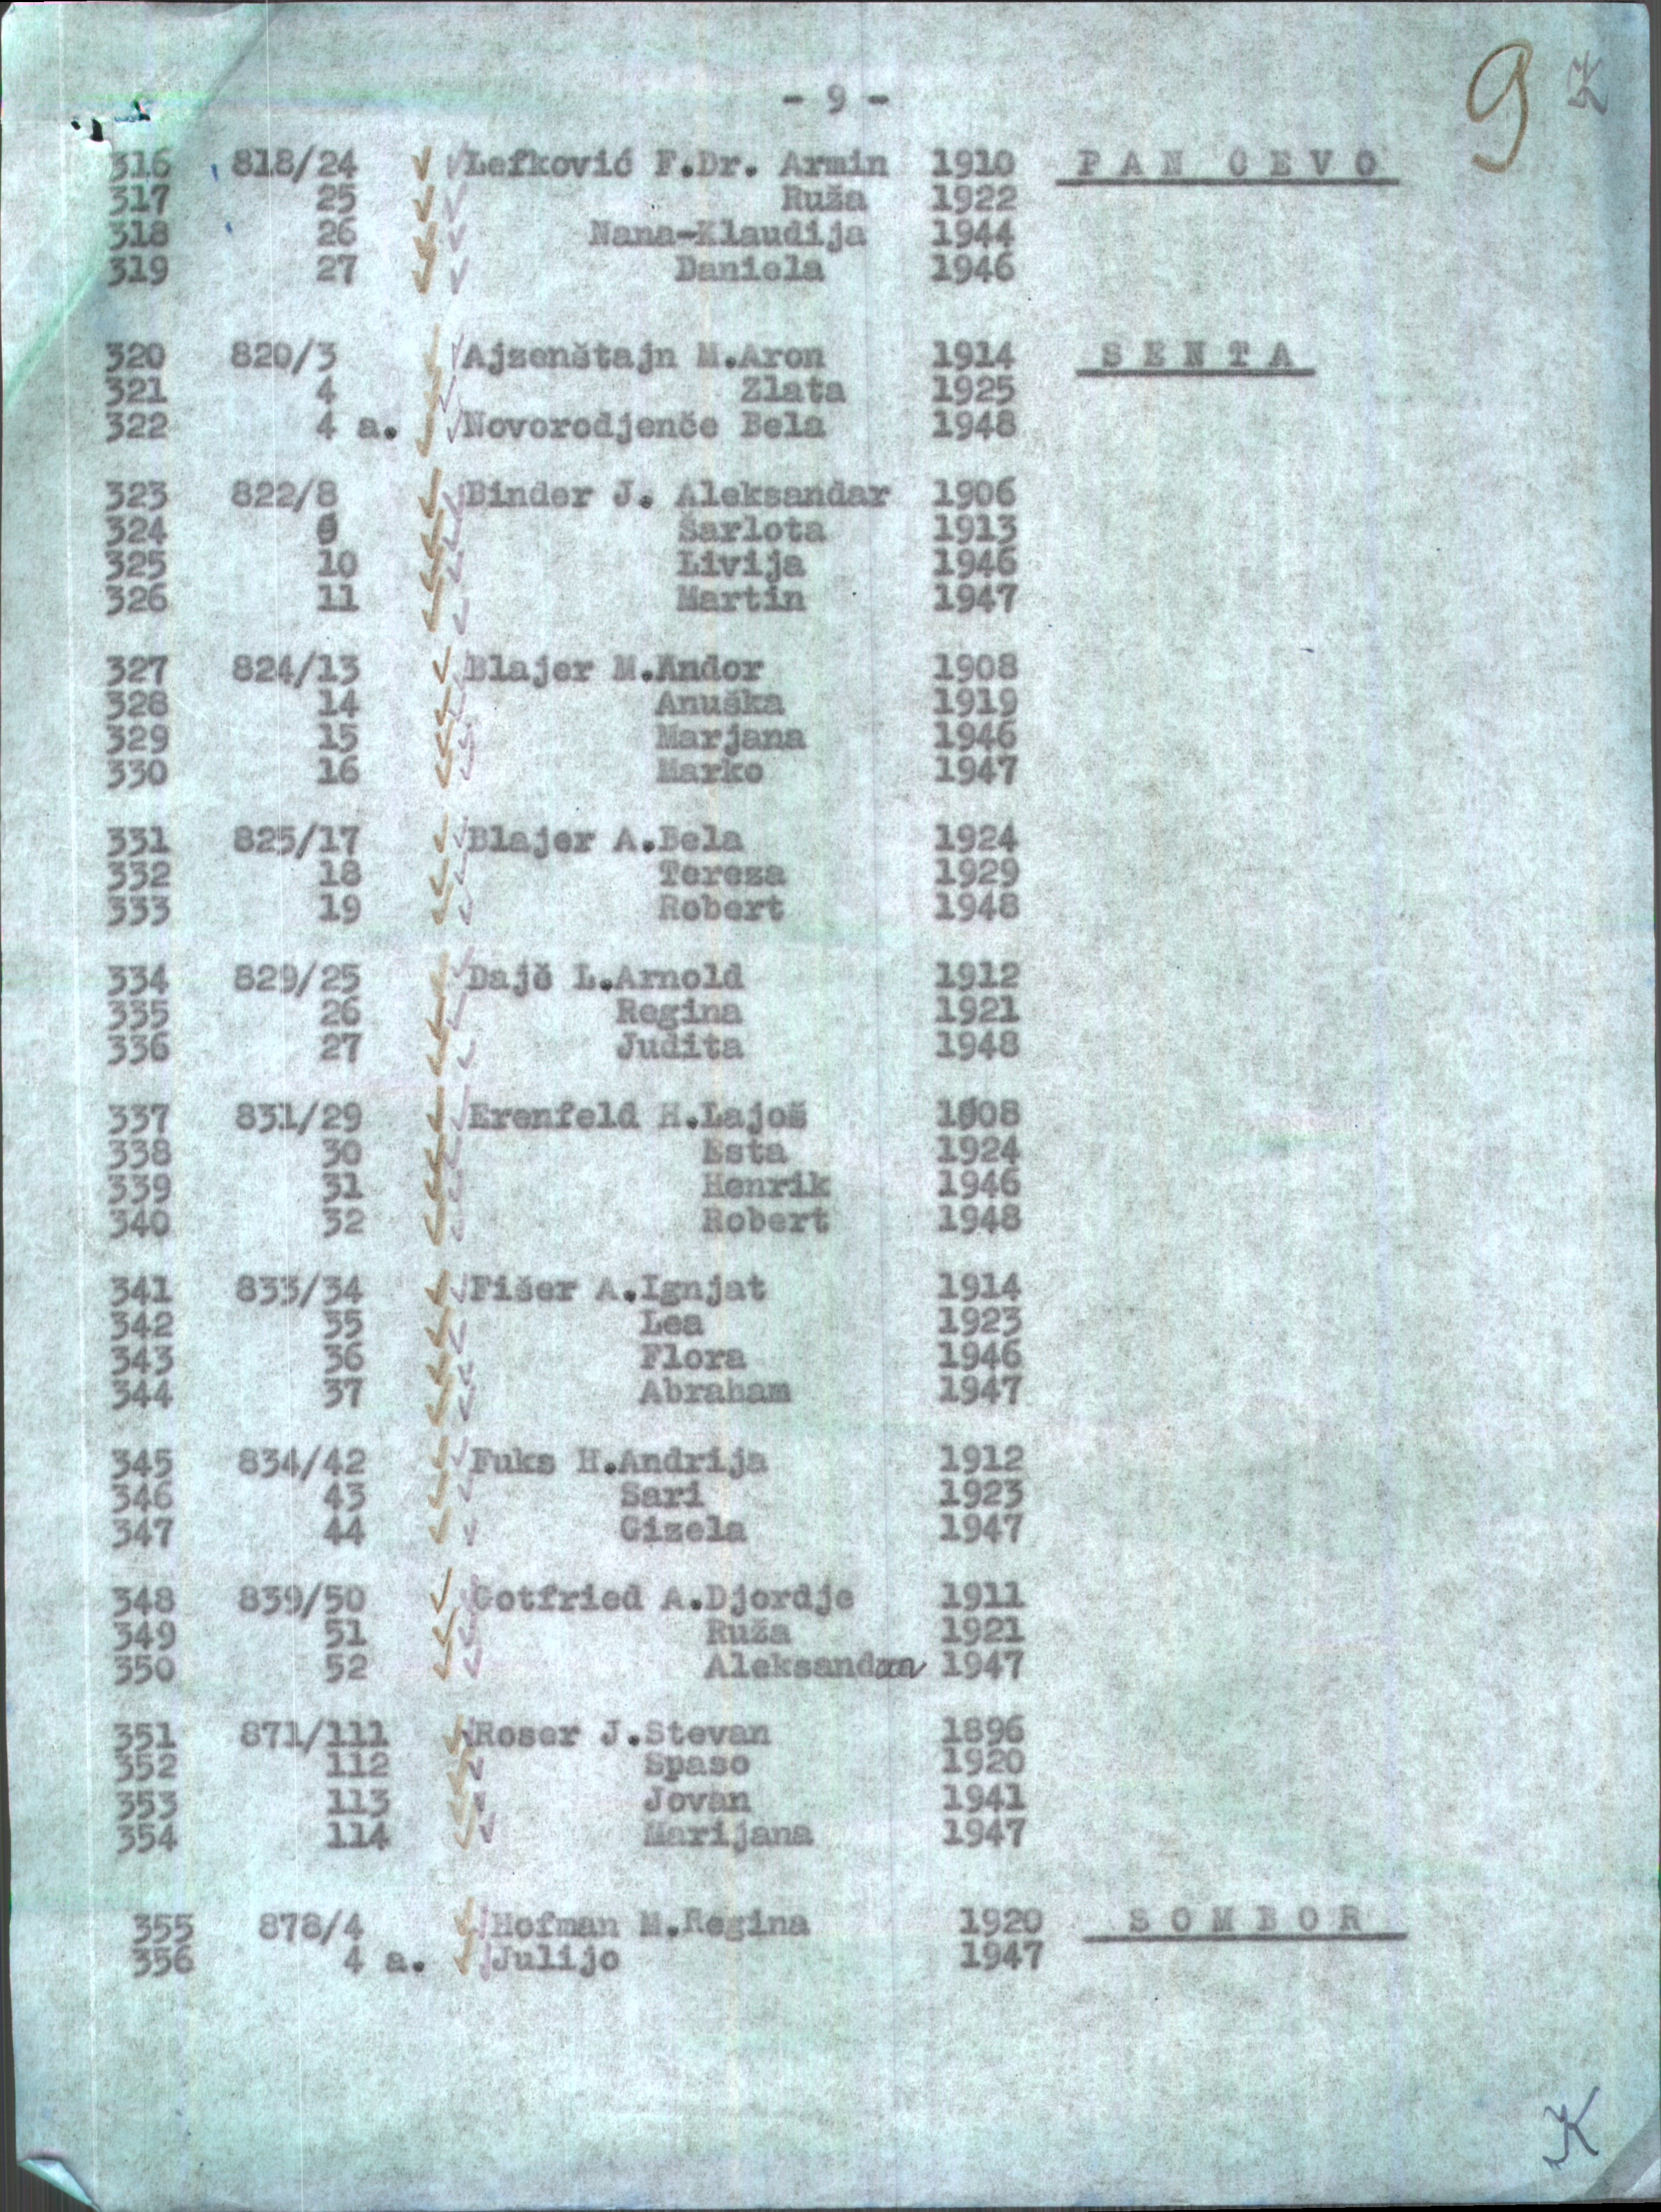 - 9 -
9 K
316 818/24 Lefković F.Dr. Armin 1910 PANCEVO
317 25 Ruža 1922
318 26 Nana-Klaudija 1944
319 27 Daniela 1946
320 820/3 Ajzenštajn M.Aron 1914 SENTA
321 4 Zlata 1925
322 4 a. Novorodjenče Bela 1948
323 822/8 Binder J. Aleksandar 1906
324 9 Šarlota 1913
325 10 Livija 1946
326 11 Martin 1947
327 824/13 Blajer M.Andor 1908
328 14 Anuška 1919
329 15 Marjana 1946
330 16 Marko 1947
331 825/17 Blajer A.Bela 1924
332 18 Tereza 1929
333 19 Robert 1948
334 829/25 Dajč L.Arnold 1912
335 26 Regina 1921
336 27 Judita 1948
337 831/29 Erenfeld H.Lajoš 1908
338 30 Esta 1924
339 31 Henrik 1946
340 32 Robert 1948
341 833/34 Fišer A.Ignjat 1914
342 35 Lea 1923
343 36 Flora 1946
344 37 Abraham 1947
345 834/42 Fuks H.Andrija 1912
346 43 Sari 1923
347 44 Gizela 1947
348 839/50 Gotfried A.Djordje 1911
349 51 Ruža 1921
350 52 1947
351 871/111 Roser J.Stevan 1896
352 112 Spaso 1920
353 113 Jovan 1941
354 114 Marijana 1947
355 878/4 Hofman M.Regina 1920 SOMBOR
356 4 a. Julijo 1947
K